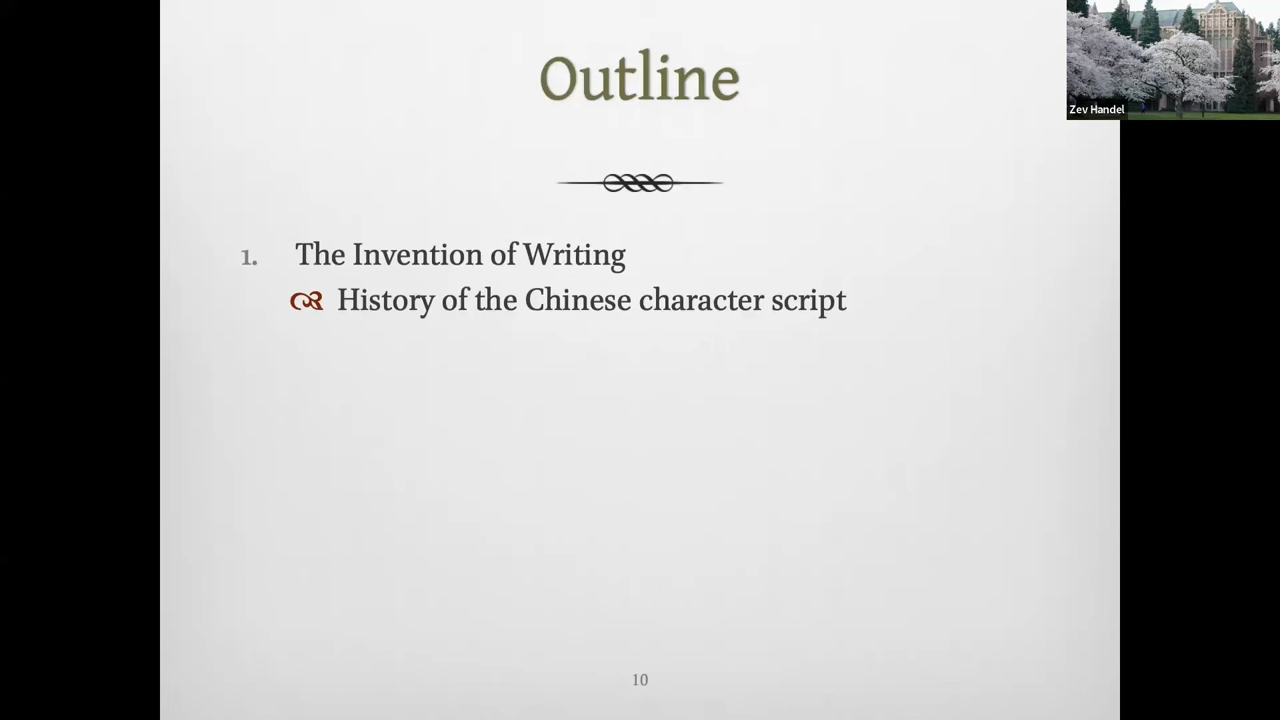 Outline
Zev Handel
1. The Invention of Writing
History of the Chinese character script
10